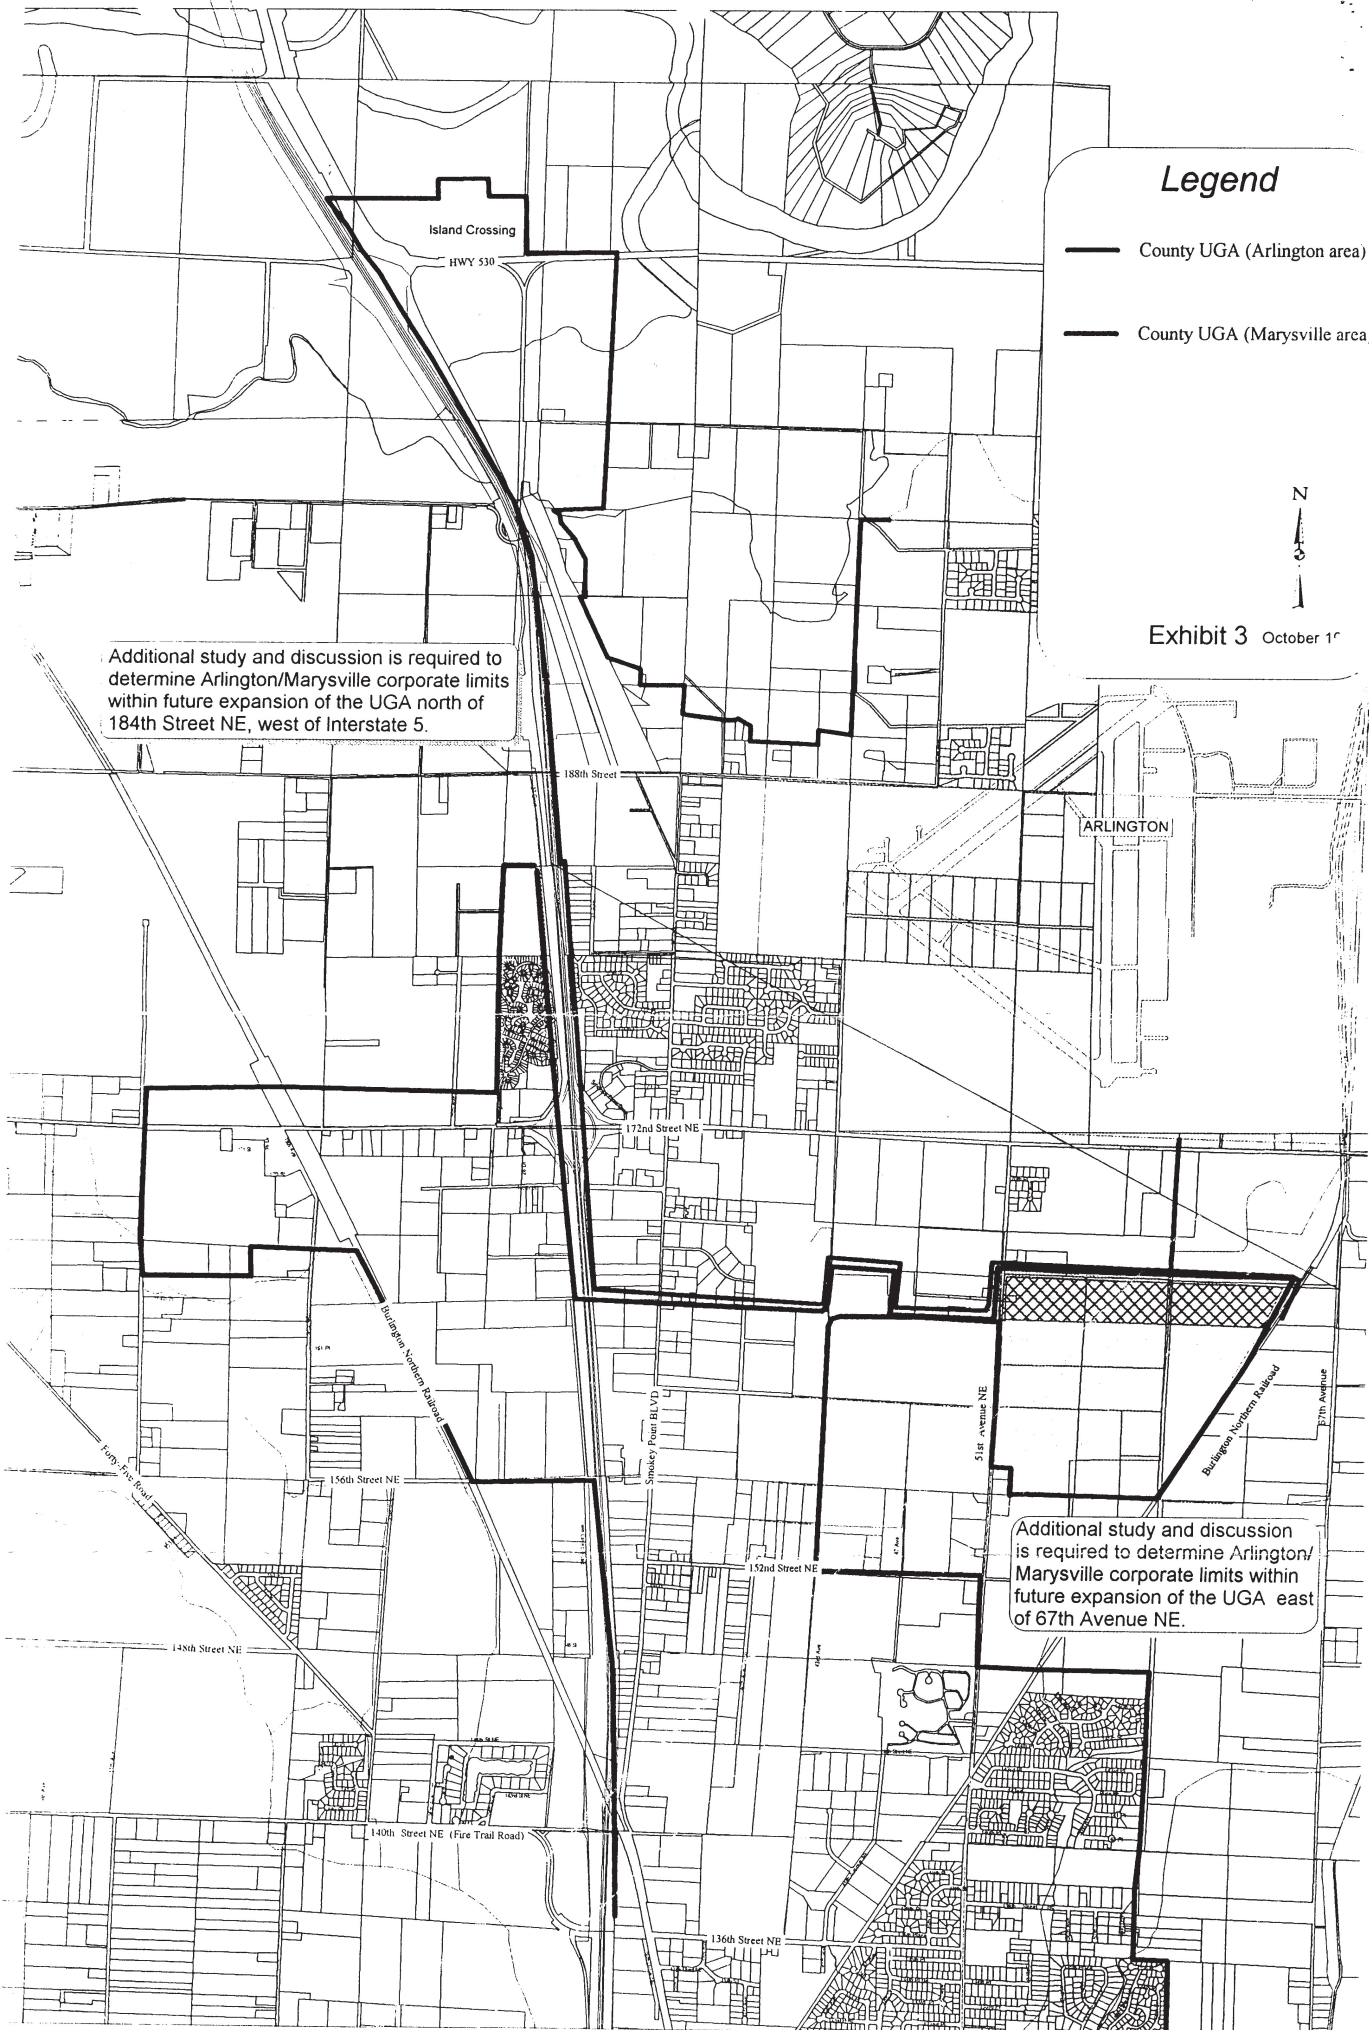 Legend
County UGA (Arlington area)
County UGA (Marysville area
N
Exhibit 3 October
Island Crossing
HWY 530
Additional study and discussion is required to
determine Arlington/Marysville corporate limits
within future expansion of the UGA north of
184th Street NE, west of Interstate 5.
188th Street
ARLINGTON
172nd Street NE
Burlington Northern Railroad
Smokey Point BLVD
51st Avenue NE
Burlington Northern Railroad
67th Avenue
Forty-Five Road
156th Street NE
152nd Street NE
Additional study and discussion
is required to determine Arlington/
Marysville corporate limits within
future expansion of the UGA east
of 67th Avenue NE.
148th Street NE
140th Street NE (Fire Trail Road)
136th Street NE